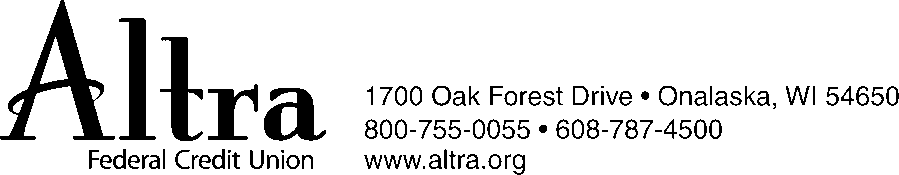 Altra
Federal Credit Union
1700 Oak Forest Drive • Onalaska, WI 54650
800-755-0055 • 608-787-4500
www.altra.org